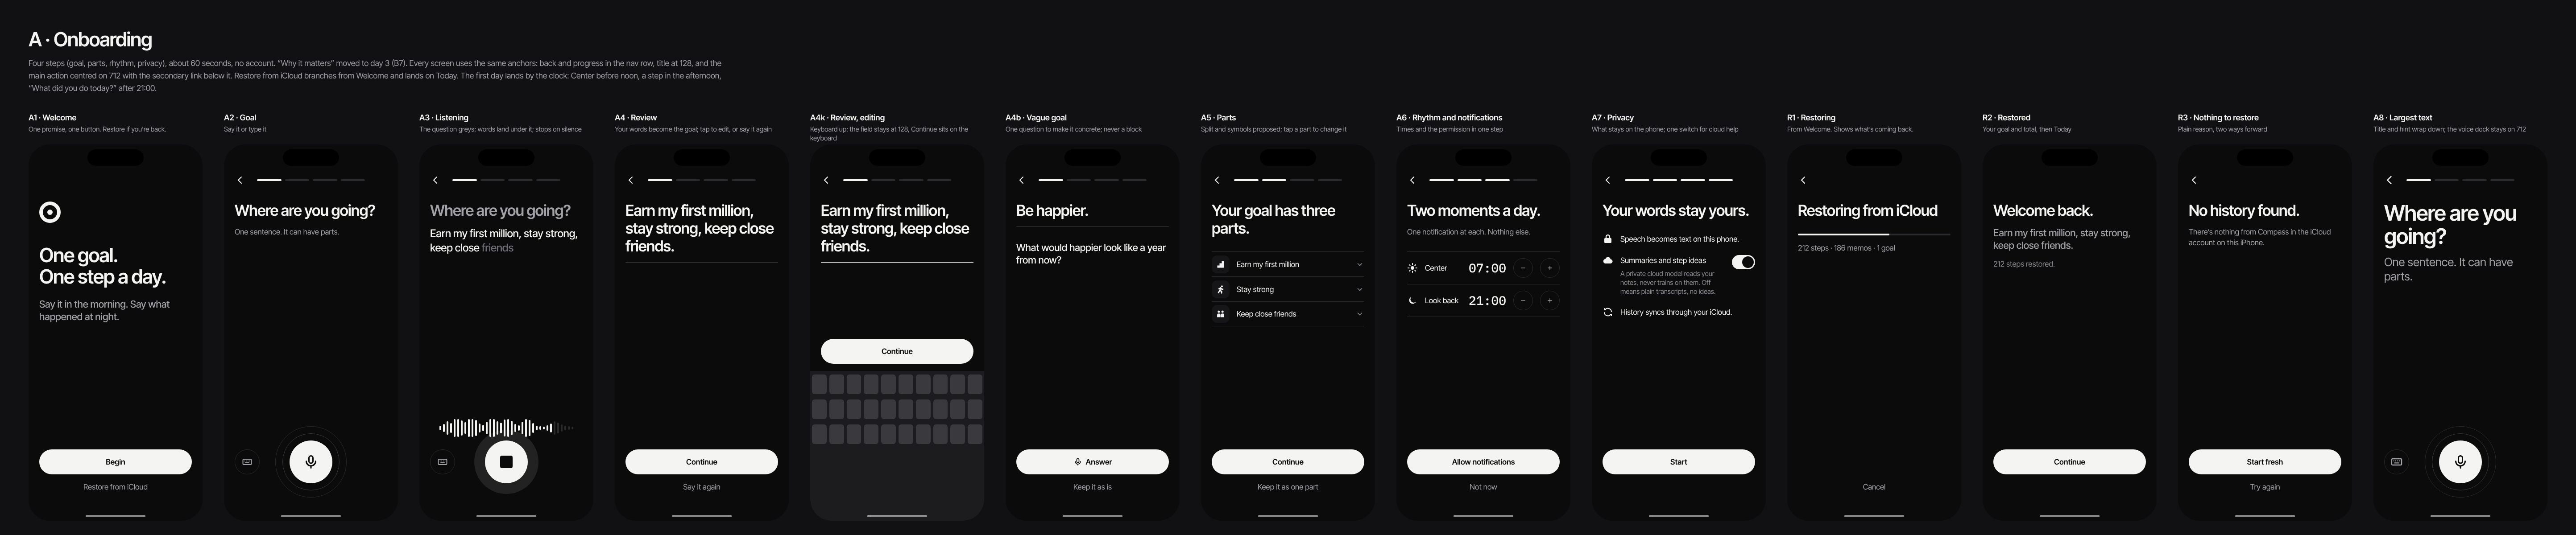 A · Onboarding
Four steps (goal, parts, rhythm, privacy), about 60 seconds, no account. “Why it matters” moved to day 3 (B7). Every screen uses the same anchors: back and progress in the nav row, title at 128, and the
main action centred on 712 with the secondary link below it. Restore from iCloud branches from Welcome and lands on Today. The first day lands by the clock: Center before noon, a step in the afternoon,
“What did you do today?” after 21:00.
A1 · Welcome
One promise, one button. Restore if you're back.
One goal.
One step a day.
Say it in the morning. Say what
happened at night.
Begin
Restore from iCloud
A2 · Goal
Say it or type it
Where are you going?
One sentence. It can have parts.
A3 · Listening
The question greys; words land under it; stops on silence
Where are you going?
Earn my first million, stay strong,
keep close friends
A4 · Review
Your words become the goal; tap to edit, or say it again
Earn my first million,
stay strong, keep close
friends.
Continue
Say it again
A4k · Review, editing
Keyboard up: the field stays at 128, Continue sits on the
keyboard
Earn my first million,
stay strong, keep close
friends.
Continue
A4b · Vague goal
One question to make it concrete; never a block
Be happier.
What would happier look like a year
from now?
Answer
Keep it as is
A5 · Parts
Split and symbols proposed; tap a part to change it
Your goal has three
parts.
Earn my first million
Stay strong
Keep close friends
Continue
Keep it as one part
A6 · Rhythm and notifications
Times and the permission in one step
Two moments a day.
One notification at each. Nothing else.
Center 07:00 − +
Look back 21:00 − +
Allow notifications
Not now
A7 · Privacy
What stays on the phone; one switch for cloud help
Your words stay yours.
Speech becomes text on this phone.
Summaries and step ideas
A private cloud model reads your
notes, never trains on them. Off
means plain transcripts, no ideas.
History syncs through your iCloud.
Start
R1 · Restoring
From Welcome. Shows what's coming back.
Restoring from iCloud
212 steps · 186 memos · 1 goal
Cancel
R2 · Restored
Your goal and total, then Today
Welcome back.
Earn my first million, stay strong,
keep close friends.
212 steps restored.
Continue
R3 · Nothing to restore
Plain reason, two ways forward
No history found.
There's nothing from Compass in the iCloud
account on this iPhone.
Start fresh
Try again
A8 · Largest text
Title and hint wrap down; the voice dock stays on 712
Where are you
going?
One sentence. It can have
parts.